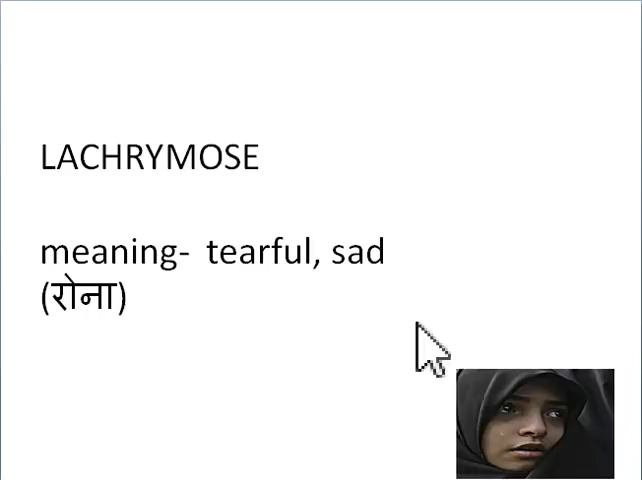 LACHRYMOSE
meaning- tearful, sad
(रोना)